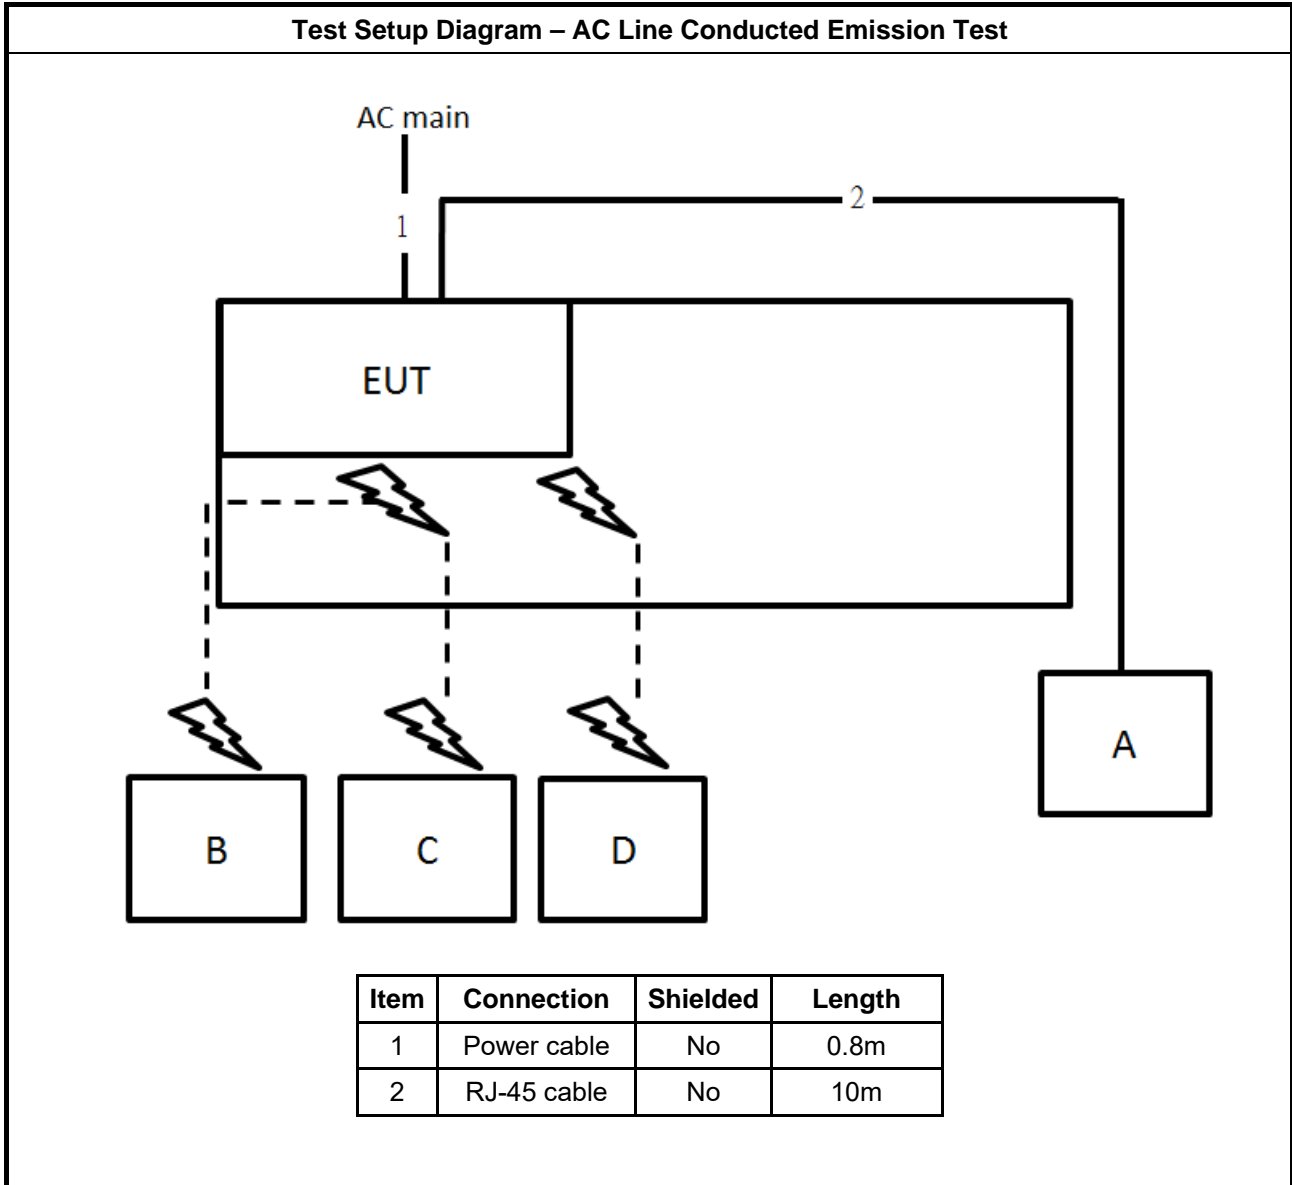 Test Setup Diagram – AC Line Conducted Emission Test
AC main
2
1
EUT
A
B C D
Item Connection Shielded Length
1 Power cable No 0.8m
2 RJ-45 cable No 10m